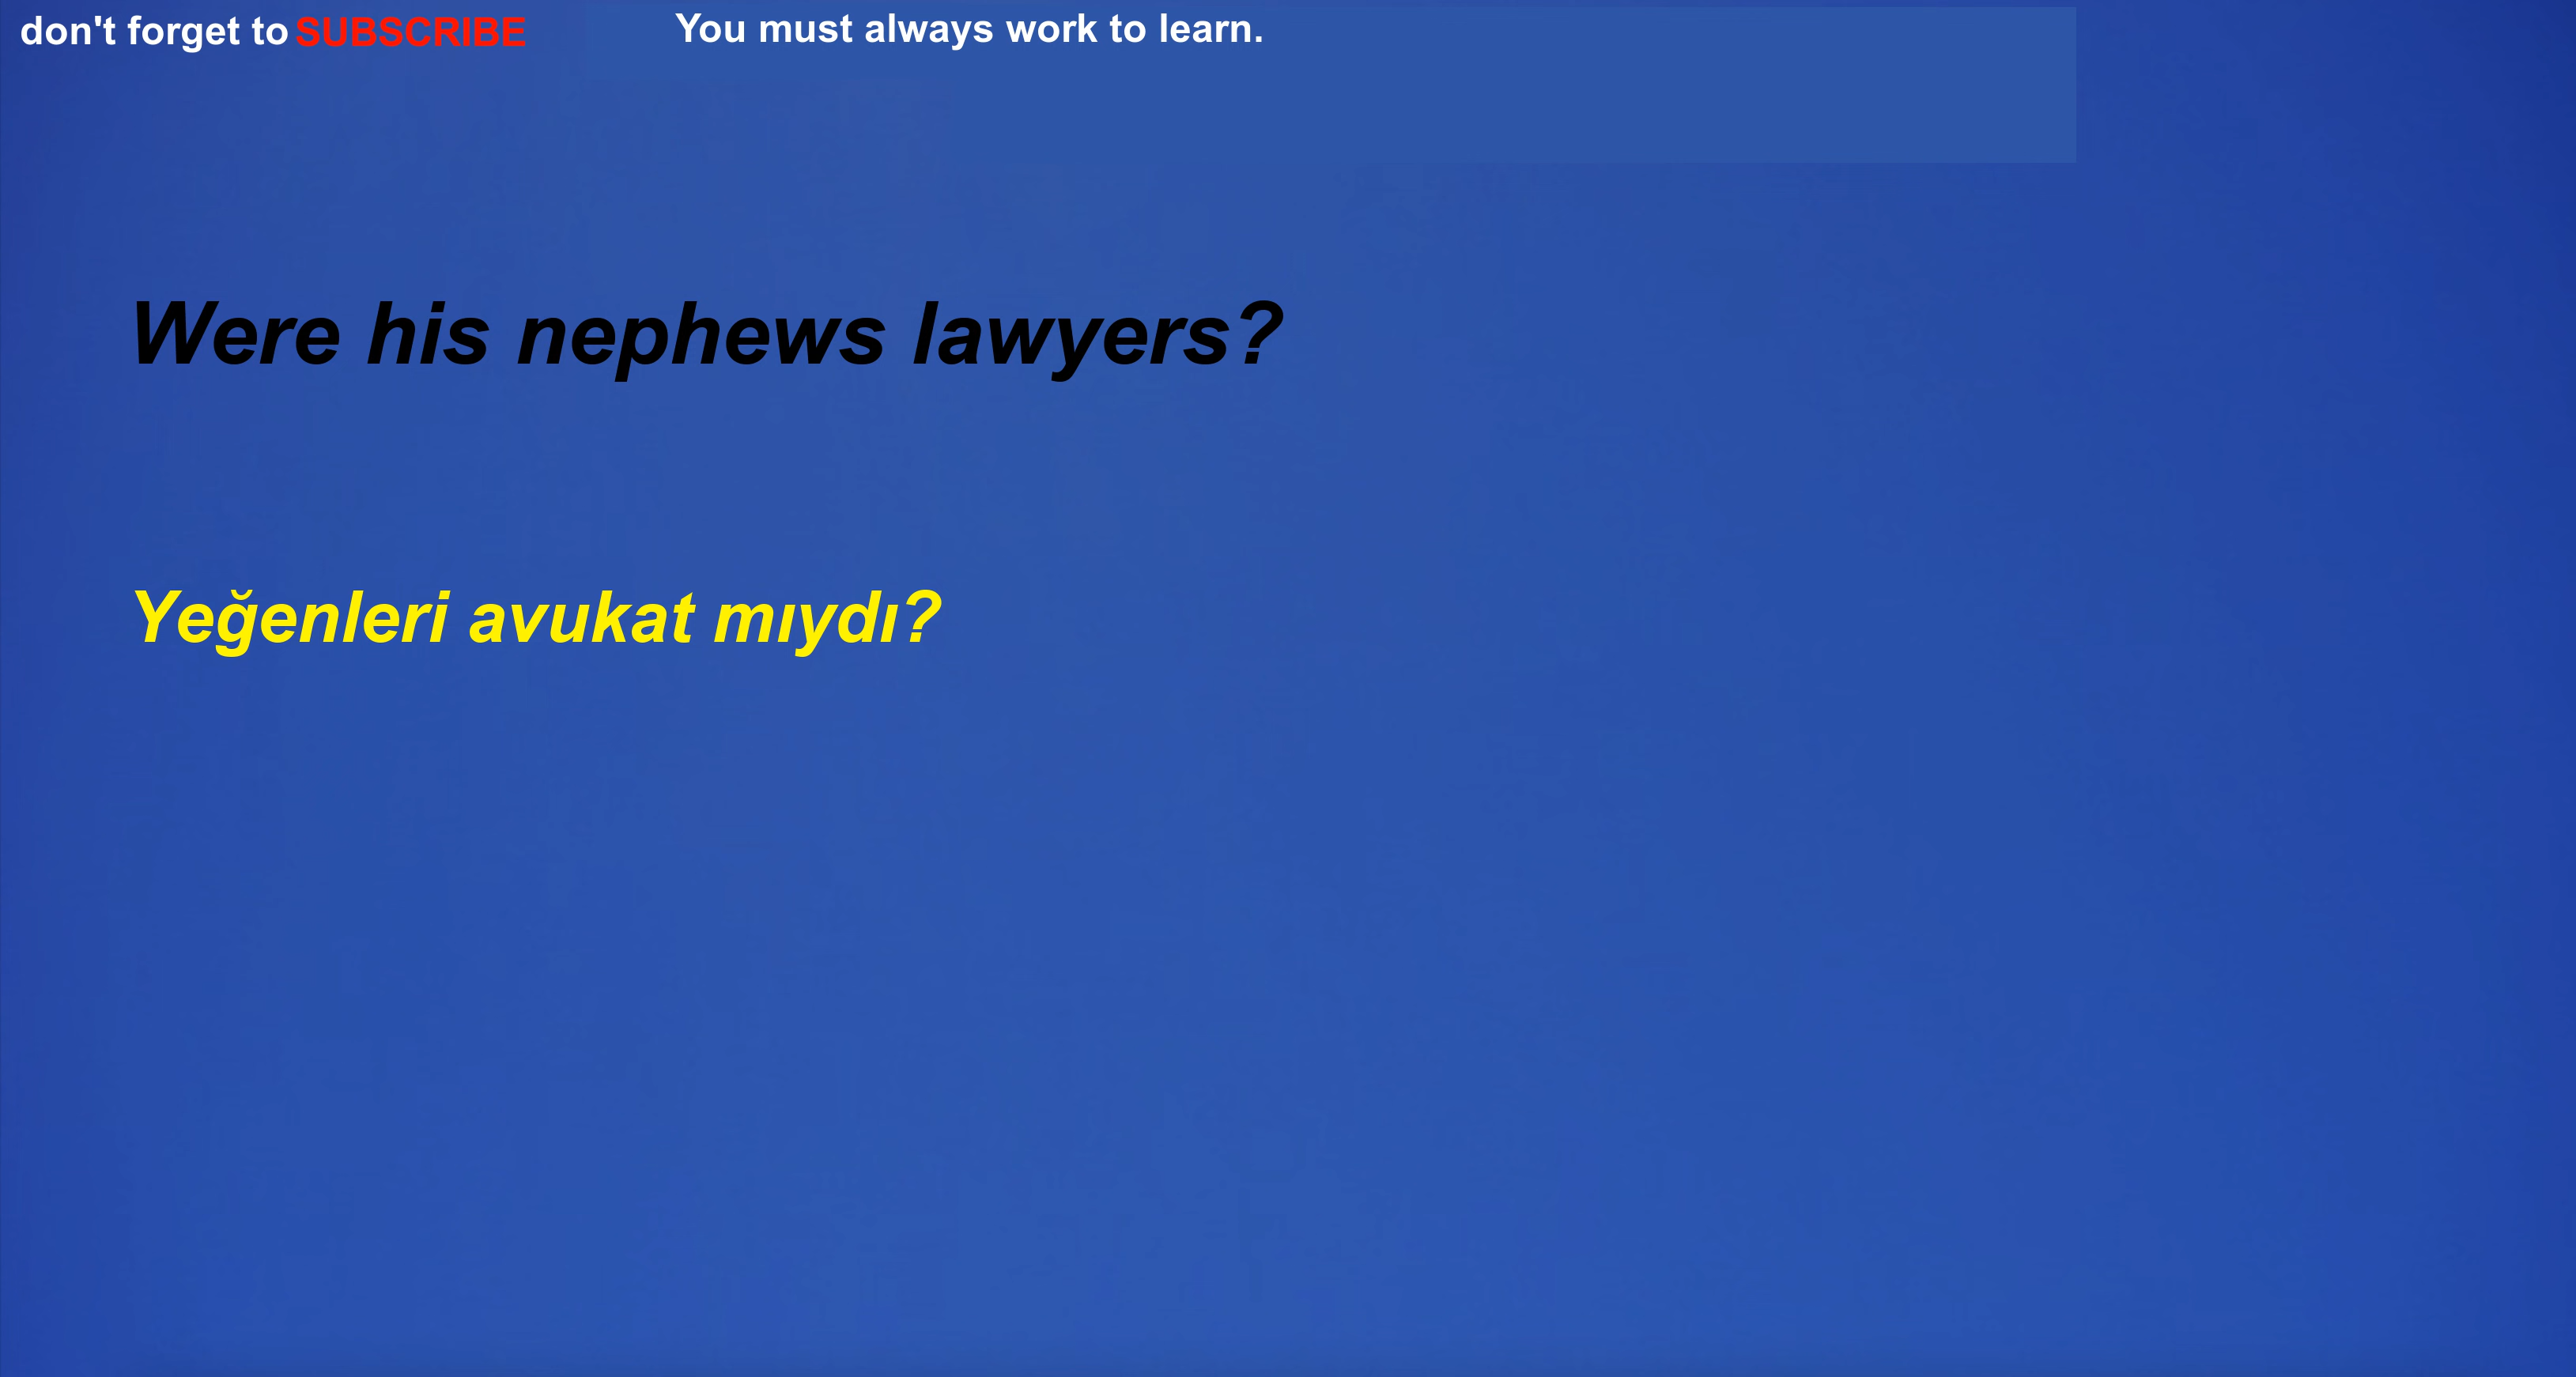 don't forget to SUBSCRIBE
You must always work to learn.
Were his nephews lawyers?
Yeğenleri avukat mıydı?